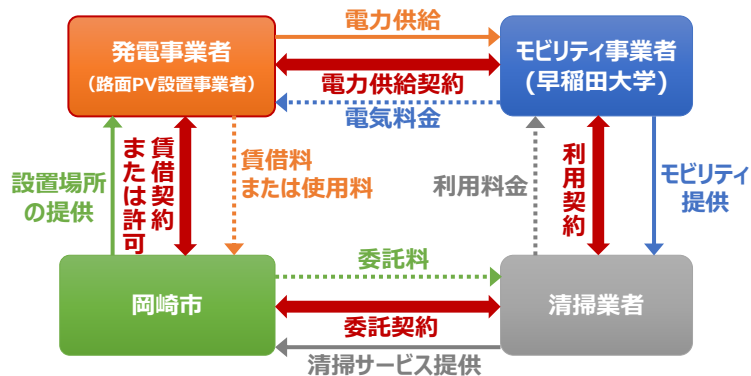 発電事業者
（路面PV設置事業者）
電力供給
電力供給契約
電気料金
モビリティ事業者
(早稲田大学)
設置場所
の提供
賃借契約
または許可
賃借料
または使用料
利用料金
利用契約
モビリティ
提供
岡崎市
委託料
委託契約
清掃サービス提供
清掃業者